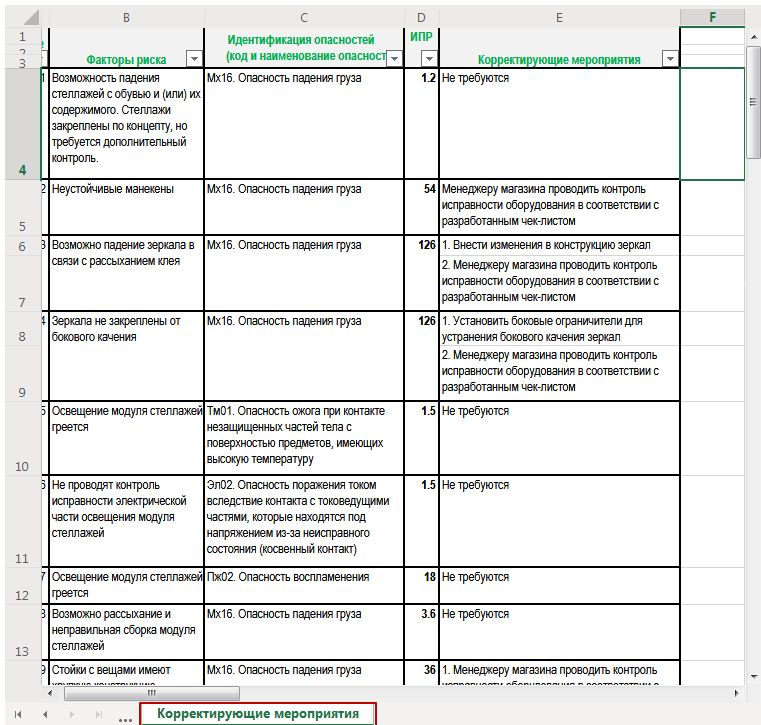 B C D E F
1 Идентификация опасностей ИПР
2
3 Факторы риска (код и наименование опасност Корректирующие мероприятия
1 Возможность падения Мх16. Опасность падения груза 1.2 Не требуются
стеллажей с обувью и (или) их
содержимого. Стеллажи
закреплены по концепту, но
требуется дополнительный
контроль.
4
2 Неустойчивые манекены Мх16. Опасность падения груза 54 Менеджеру магазина проводить контроль
исправности оборудования в соответствии с
5 разработанным чек-листом
6 3 Возможно падение зеркала в Мх16. Опасность падения груза 126 1. Внести изменения в конструкцию зеркал
связи с рассыханием клея 2. Менеджеру магазина проводить контроль
исправности оборудования в соответствии с
7 разработанным чек-листом
4 Зеркала не закреплены от Мх16. Опасность падения груза 126 1. Установить боковые ограничители для
8 бокового качения устранения бокового качения зеркал
2. Менеджеру магазина проводить контроль
исправности оборудования в соответствии с
9 разработанным чек-листом
5 Освещение модуля стеллажей Тм01. Опасность ожога при контакте 1.5 Не требуются
греется незащищенных частей тела с
поверхностью предметов, имеющих
10 высокую температуру
6 Не проводят контроль Эл02. Опасность поражения током 1.5 Не требуются
исправности электрической вследствие контакта с токоведущими
части освещения модуля частями, которые находятся под
стеллажей напряжением из-за неисправного
11 состояния (косвенный контакт)
7 Освещение модуля стеллажей Пж02. Опасность воспламенения 18 Не требуются
12 греется
8 Возможно рассыхание и Мх16. Опасность падения груза 3.6 Не требуются
неправильная сборка модуля
13 стеллажей
9 Стойки с вещами имеют Мх16. Опасность падения груза 36 1. Менеджеру магазина проводить контроль
... Корректирующие мероприятия